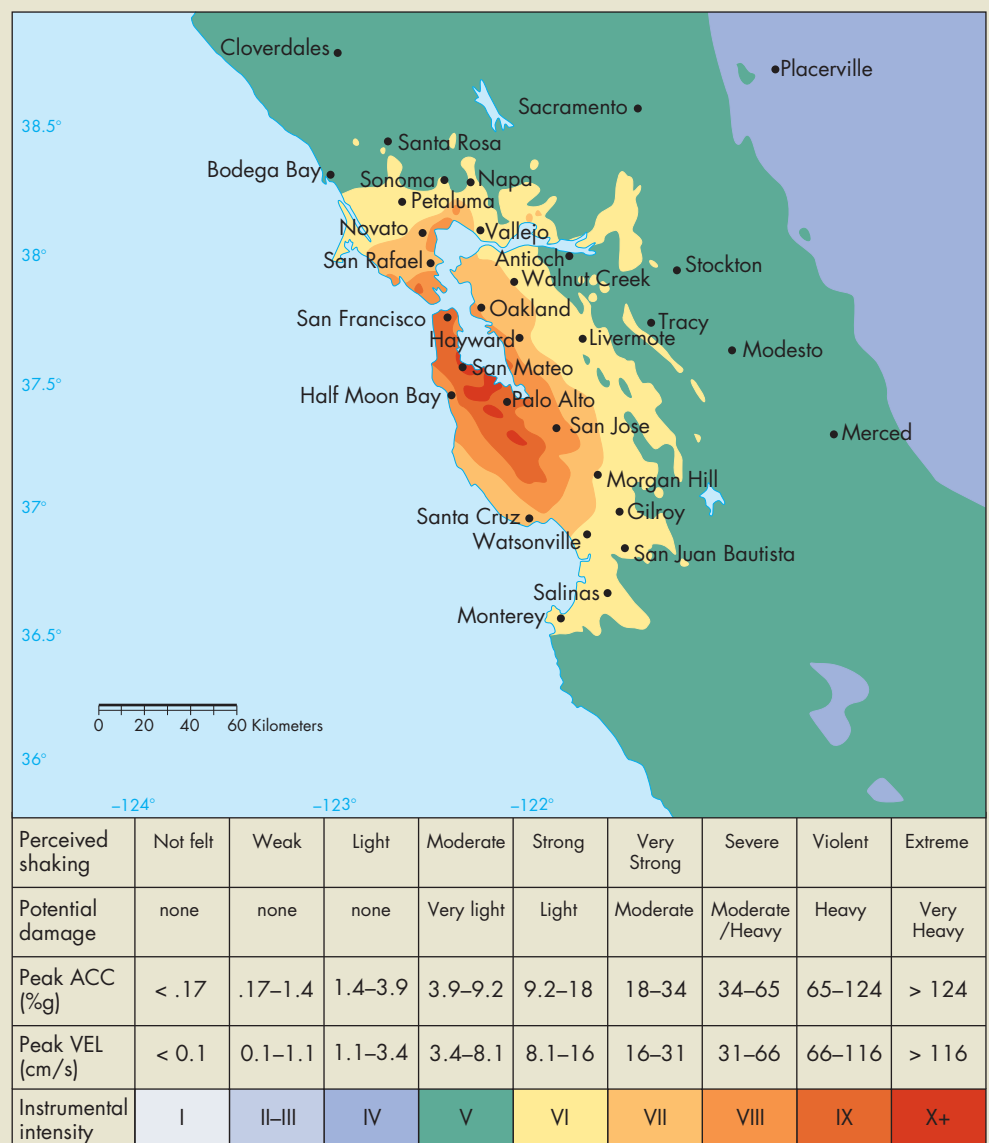 Cloverdales
Placerville
Sacramento
38.5°
Santa Rosa
Bodega Bay
Sonoma
Napa
Petaluma
Novato
Vallejo
38°
Antioch
San Rafael
Stockton
Walnut Creek
Oakland
San Francisco
Tracy
Hayward
Livermote
Modesto
San Mateo
37.5°
Half Moon Bay
Palo Alto
San Jose
Merced
Morgan Hill
37°
Santa Cruz
Gilroy
Watsonville
San Juan Bautista
Salinas
Monterey
36.5°
0 20 40 60 Kilometers
36°
–124° –123° –122°
Perceived shaking Not felt Weak Light Moderate Strong Very Strong Severe Violent Extreme
Potential damage none none none Very light Light Moderate Moderate /Heavy Heavy Very Heavy
Peak ACC (%g) < .17 .17–1.4 1.4–3.9 3.9–9.2 9.2–18 18–34 34–65 65–124 > 124
Peak VEL (cm/s) < 0.1 0.1–1.1 1.1–3.4 3.4–8.1 8.1–16 16–31 31–66 66–116 > 116
Instrumental intensity I II–III IV V VI VII VIII IX X+